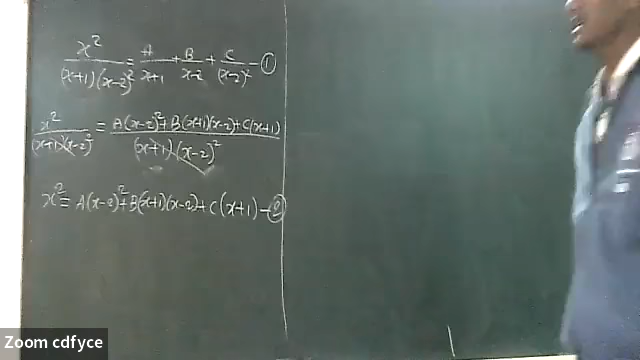 x²/(x+1)(x-2)² = A/x+1 + B/x-2 + C/(x-2)² - ①
x²/(x+1)(x-2)² = A(x-2)²+B(x+1)(x-2)+C(x+1)/(x+1)(x-2)²
x² = A(x-2)²+B(x+1)(x-2)+C(x+1) - ②
Zoom cdfyce